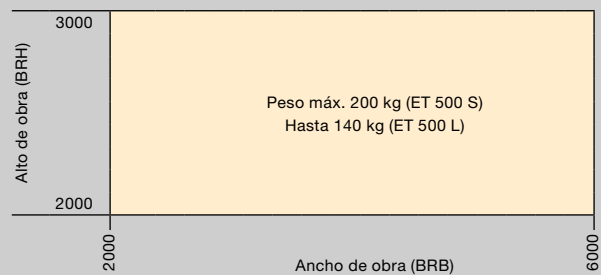 3000
Alto de obra (BRH)
Peso máx. 200 kg (ET 500 S)
Hasta 140 kg (ET 500 L)
2000
2000
Ancho de obra (BRB)
6000